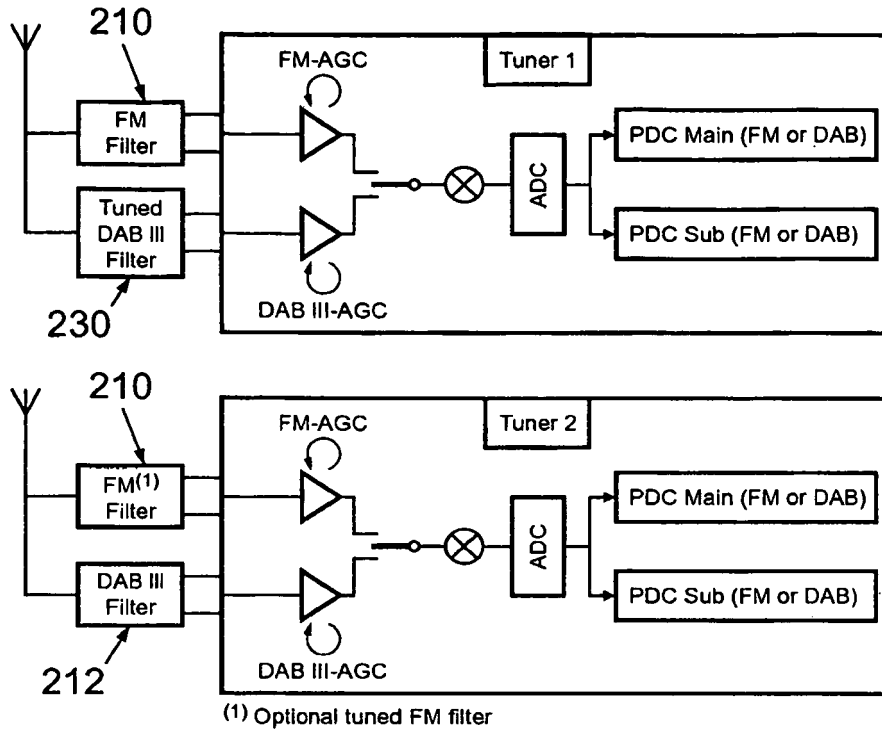 210
FM
Filter
Tuned
DAB III
Filter
230
Tuner 1
FM-AGC
DAB III-AGC
ADC
PDC Main (FM or DAB)
PDC Sub (FM or DAB)
210
FM(1)
Filter
DAB III
Filter
212
Tuner 2
FM-AGC
DAB III-AGC
ADC
PDC Main (FM or DAB)
PDC Sub (FM or DAB)
(1) Optional tuned FM filter